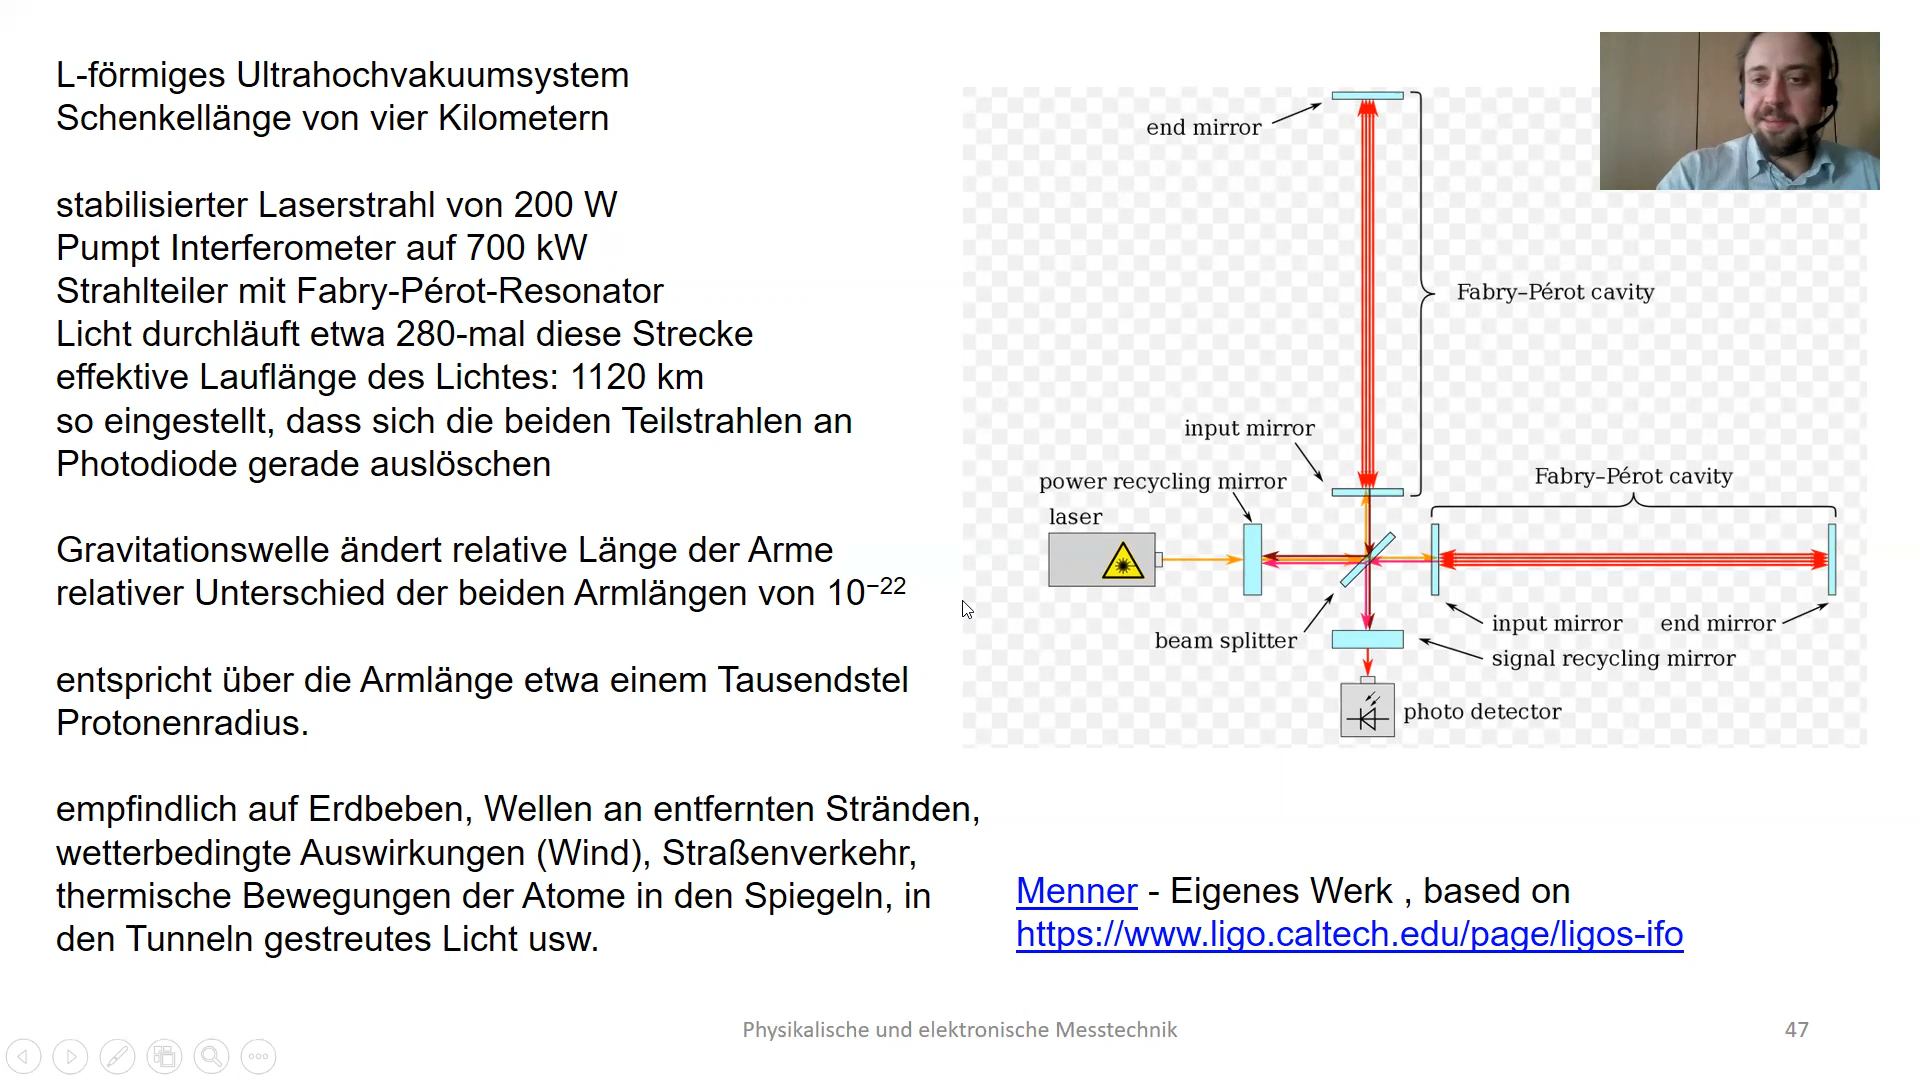 L-förmiges Ultrahochvakuumsystem
Schenkellänge von vier Kilometern
stabilisierter Laserstrahl von 200 W
Pumpt Interferometer auf 700 kW
Strahlteiler mit Fabry-Pérot-Resonator
Licht durchläuft etwa 280-mal diese Strecke
effektive Lauflänge des Lichtes: 1120 km
so eingestellt, dass sich die beiden Teilstrahlen an
Photodiode gerade auslöschen
Gravitationswelle ändert relative Länge der Arme
relativer Unterschied der beiden Armlängen von 10⁻²²
entspricht über die Armlänge etwa einem Tausendstel
Protonenradius.
empfindlich auf Erdbeben, Wellen an entfernten Stränden,
wetterbedingte Auswirkungen (Wind), Straßenverkehr,
thermische Bewegungen der Atome in den Spiegeln, in
den Tunneln gestreutes Licht usw.
end mirror
Fabry–Pérot cavity
input mirror
power recycling mirror
laser
Fabry–Pérot cavity
beam splitter
input mirror
end mirror
signal recycling mirror
photo detector
Menner - Eigenes Werk , based on
https://www.ligo.caltech.edu/page/ligos-ifo
Physikalische und elektronische Messtechnik
47